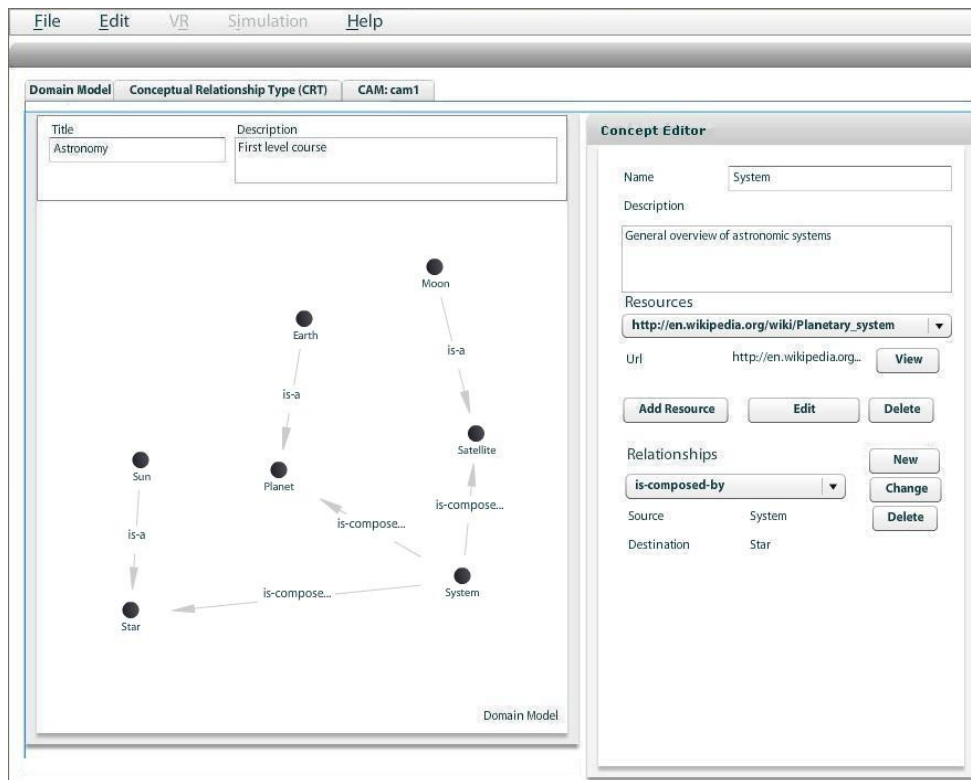 File Edit VR Simulation Help
Domain Model Conceptual Relationship Type (CRT) CAM: cam1
Title Description
Astronomy First level course
Moon
Earth
is-a
is-a
Satellite
Sun
Planet
is-compose...
is-compose...
is-a
System
is-compose...
Star
Domain Model
Concept Editor
Name System
Description
General overview of astronomic systems
Resources
http://en.wikipedia.org/wiki/Planetary_system
Url http://en.wikipedia.org... View
Add Resource Edit Delete
Relationships New
is-composed-by Change
Source System Delete
Destination Star